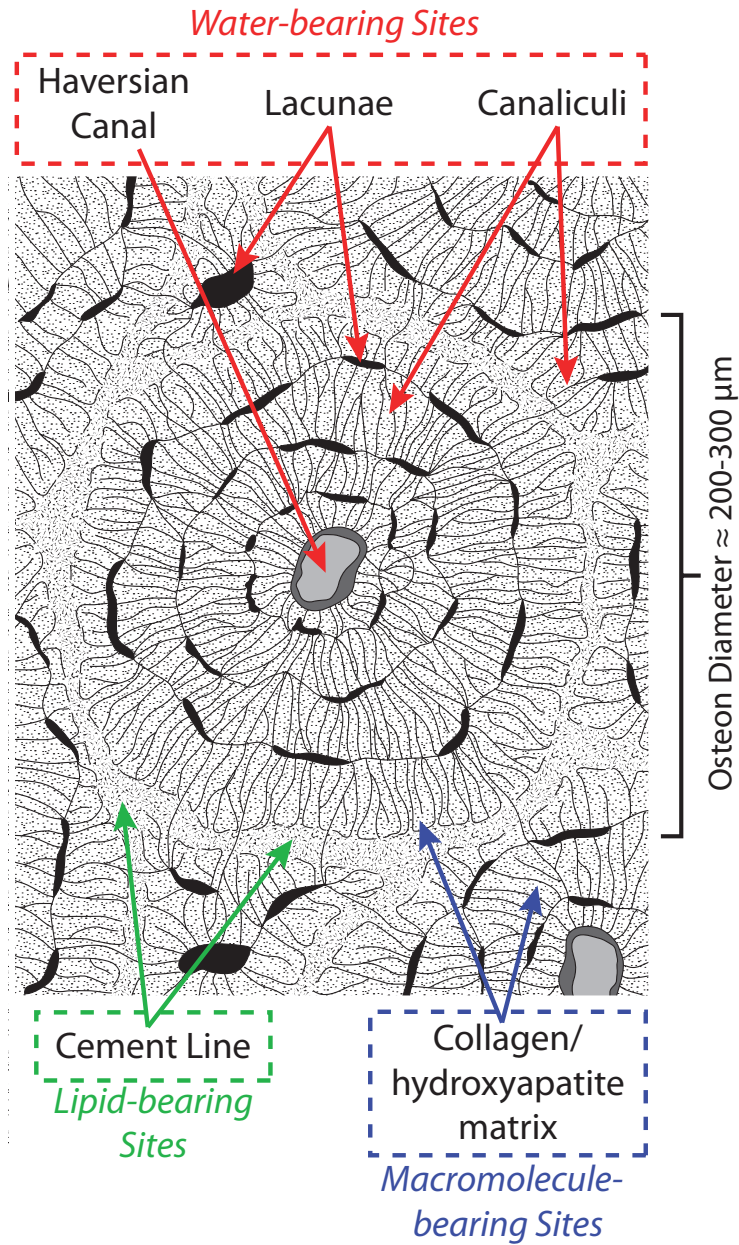 Water-bearing Sites
Haversian
Canal
Lacunae
Canaliculi
Osteon Diameter ≈ 200-300 µm
Cement Line
Lipid-bearing
Sites
Collagen/
hydroxyapatite
matrix
Macromolecule-
bearing Sites